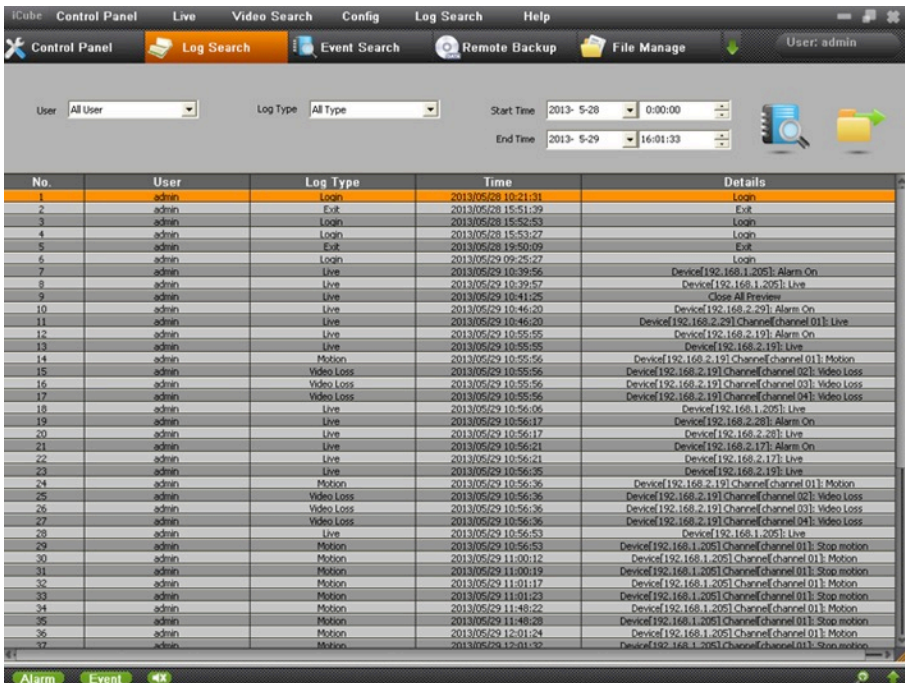 iCube Control Panel Live Video Search Config Log Search Help
Control Panel Log Search Event Search Remote Backup File Manage User: admin
User All User Log Type All Type Start Time 2013- 5-28 0:00:00
End Time 2013- 5-29 16:01:33
No. User Log Type Time Details
1 admin Login 2013/05/28 10:21:31 Login
2 admin Exit 2013/05/28 15:51:39 Exit
3 admin Login 2013/05/28 15:52:53 Login
4 admin Login 2013/05/28 15:53:27 Login
5 admin Exit 2013/05/28 19:50:09 Exit
6 admin Login 2013/05/29 09:25:27 Login
7 admin Live 2013/05/29 10:39:56 Device[192.168.1.205]: Alarm On
8 admin Live 2013/05/29 10:39:57 Device[192.168.1.205]: Live
9 admin Live 2013/05/29 10:41:25 Close All Preview
10 admin Live 2013/05/29 10:46:20 Device[192.168.2.29]: Alarm On
11 admin Live 2013/05/29 10:46:20 Device[192.168.2.29] Channel[channel 01]: Live
12 admin Live 2013/05/29 10:55:55 Device[192.168.2.19]: Alarm On
13 admin Live 2013/05/29 10:55:55 Device[192.168.2.19]: Live
14 admin Motion 2013/05/29 10:55:56 Device[192.168.2.19] Channel[channel 01]: Motion
15 admin Video Loss 2013/05/29 10:55:56 Device[192.168.2.19] Channel[channel 02]: Video Loss
16 admin Video Loss 2013/05/29 10:55:56 Device[192.168.2.19] Channel[channel 03]: Video Loss
17 admin Video Loss 2013/05/29 10:55:56 Device[192.168.2.19] Channel[channel 04]: Video Loss
18 admin Live 2013/05/29 10:56:06 Device[192.168.1.205]: Live
19 admin Live 2013/05/29 10:56:17 Device[192.168.2.28]: Alarm On
20 admin Live 2013/05/29 10:56:17 Device[192.168.2.28]: Live
21 admin Live 2013/05/29 10:56:21 Device[192.168.2.17]: Alarm On
22 admin Live 2013/05/29 10:56:21 Device[192.168.2.17]: Live
23 admin Live 2013/05/29 10:56:35 Device[192.168.2.19]: Live
24 admin Motion 2013/05/29 10:56:36 Device[192.168.2.19] Channel[channel 01]: Motion
25 admin Video Loss 2013/05/29 10:56:36 Device[192.168.2.19] Channel[channel 02]: Video Loss
26 admin Video Loss 2013/05/29 10:56:36 Device[192.168.2.19] Channel[channel 03]: Video Loss
27 admin Video Loss 2013/05/29 10:56:36 Device[192.168.2.19] Channel[channel 04]: Video Loss
28 admin Live 2013/05/29 10:56:53 Device[192.168.1.205]: Live
29 admin Motion 2013/05/29 10:56:53 Device[192.168.1.205] Channel[channel 01]: Stop motion
30 admin Motion 2013/05/29 11:00:12 Device[192.168.1.205] Channel[channel 01]: Motion
31 admin Motion 2013/05/29 11:00:19 Device[192.168.1.205] Channel[channel 01]: Stop motion
32 admin Motion 2013/05/29 11:01:17 Device[192.168.1.205] Channel[channel 01]: Motion
33 admin Motion 2013/05/29 11:01:23 Device[192.168.1.205] Channel[channel 01]: Stop motion
34 admin Motion 2013/05/29 11:48:22 Device[192.168.1.205] Channel[channel 01]: Motion
35 admin Motion 2013/05/29 11:48:28 Device[192.168.1.205] Channel[channel 01]: Stop motion
36 admin Motion 2013/05/29 12:01:24 Device[192.168.1.205] Channel[channel 01]: Motion
37 admin Motion 2013/05/29 12:01:32 Device[192.168.1.205] Channel[channel 01]: Stop motion
Alarm Event